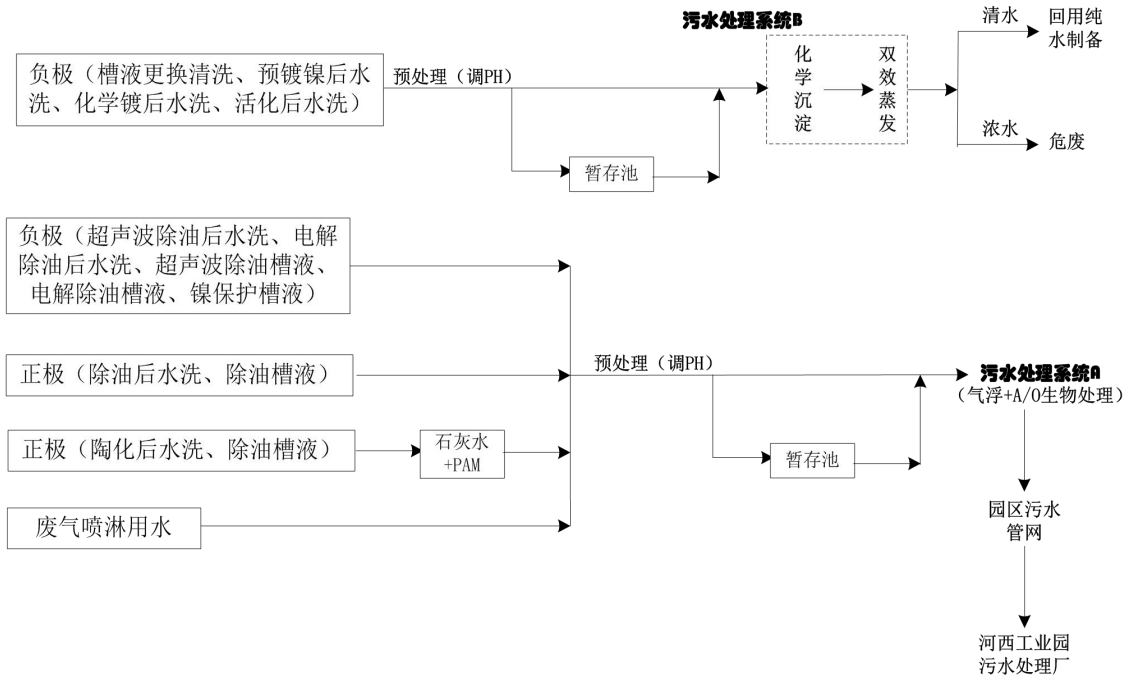 污水处理系统B
负极（槽液更换清洗、预镀镍后水
洗、化学镀后水洗、活化后水洗）
预处理（调PH）
暂存池
化学沉淀
双效蒸发
清水
回用纯
水制备
浓水
危废
负极（超声波除油后水洗、电解
除油后水洗、超声波除油槽液、
电解除油槽液、镍保护槽液）
正极（除油后水洗、除油槽液）
正极（陶化后水洗、除油槽液）
石灰水
+PAM
废气喷淋用水
预处理（调PH）
暂存池
污水处理系统A
（气浮+A/O生物处理）
园区污水
管网
河西工业园
污水处理厂